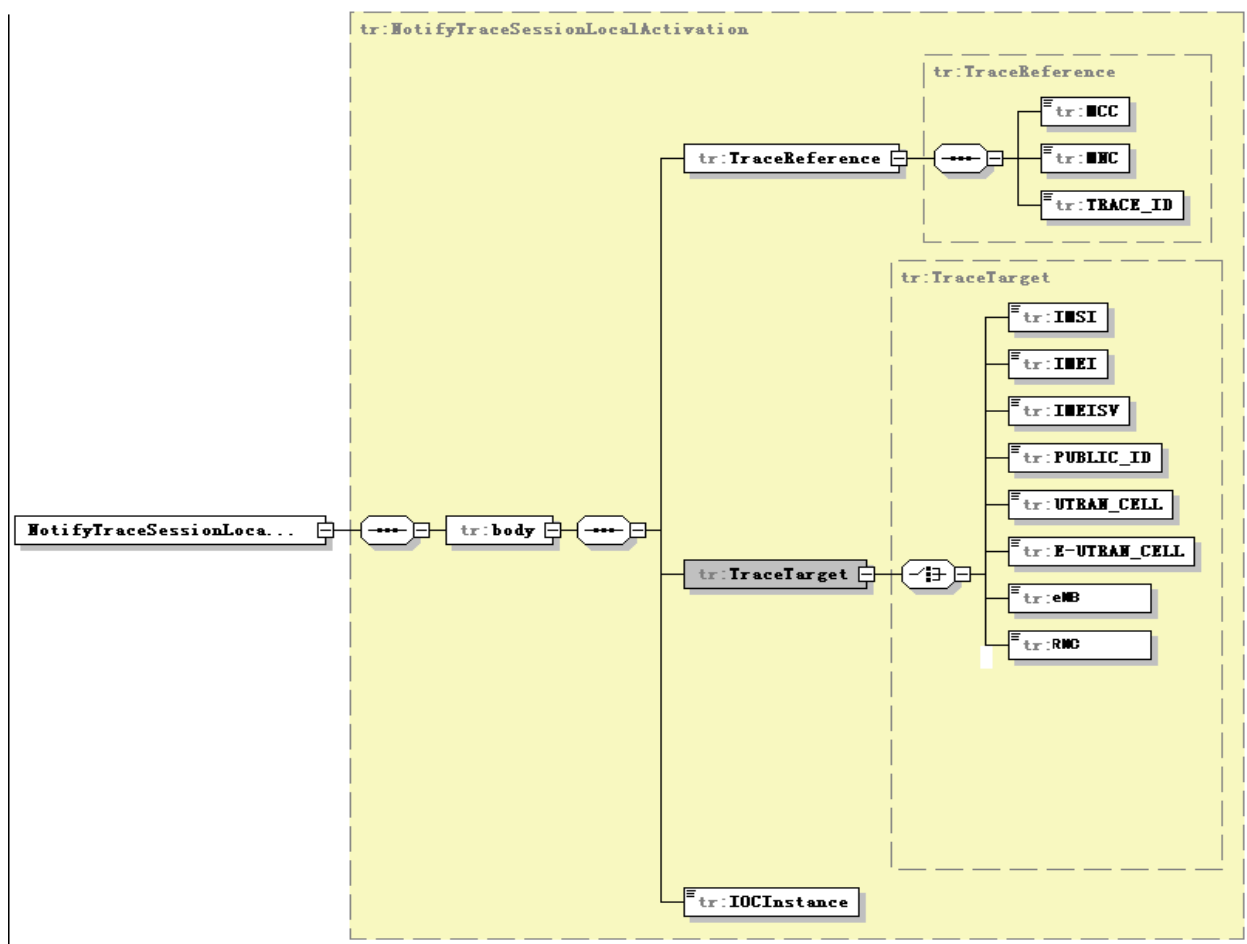 tr:NotifyTraceSessionLocalActivation
tr:TraceReference
tr:MCC
tr:TraceReference
tr:MNC
tr:TRACE_ID
tr:TraceTarget
tr:IMSI
tr:IMEI
tr:IMEISV
tr:PUBLIC_ID
tr:UTRAN_CELL
NotifyTraceSessionLoca...
tr:body
tr:E-UTRAN_CELL
tr:TraceTarget
tr:eNB
tr:RNC
tr:IOCInstance